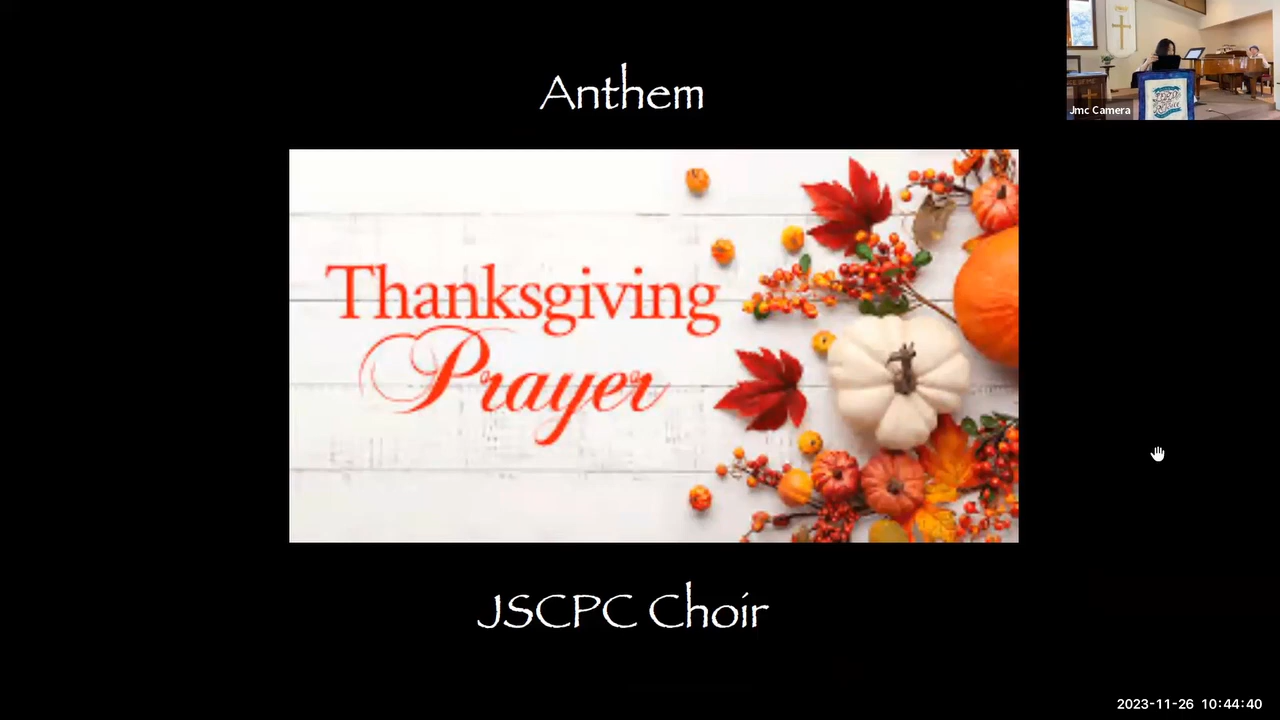 Anthem
Jmc Camera
Thanksgiving
Prayer
JSCPC Choir
2023-11-26 10:44:40